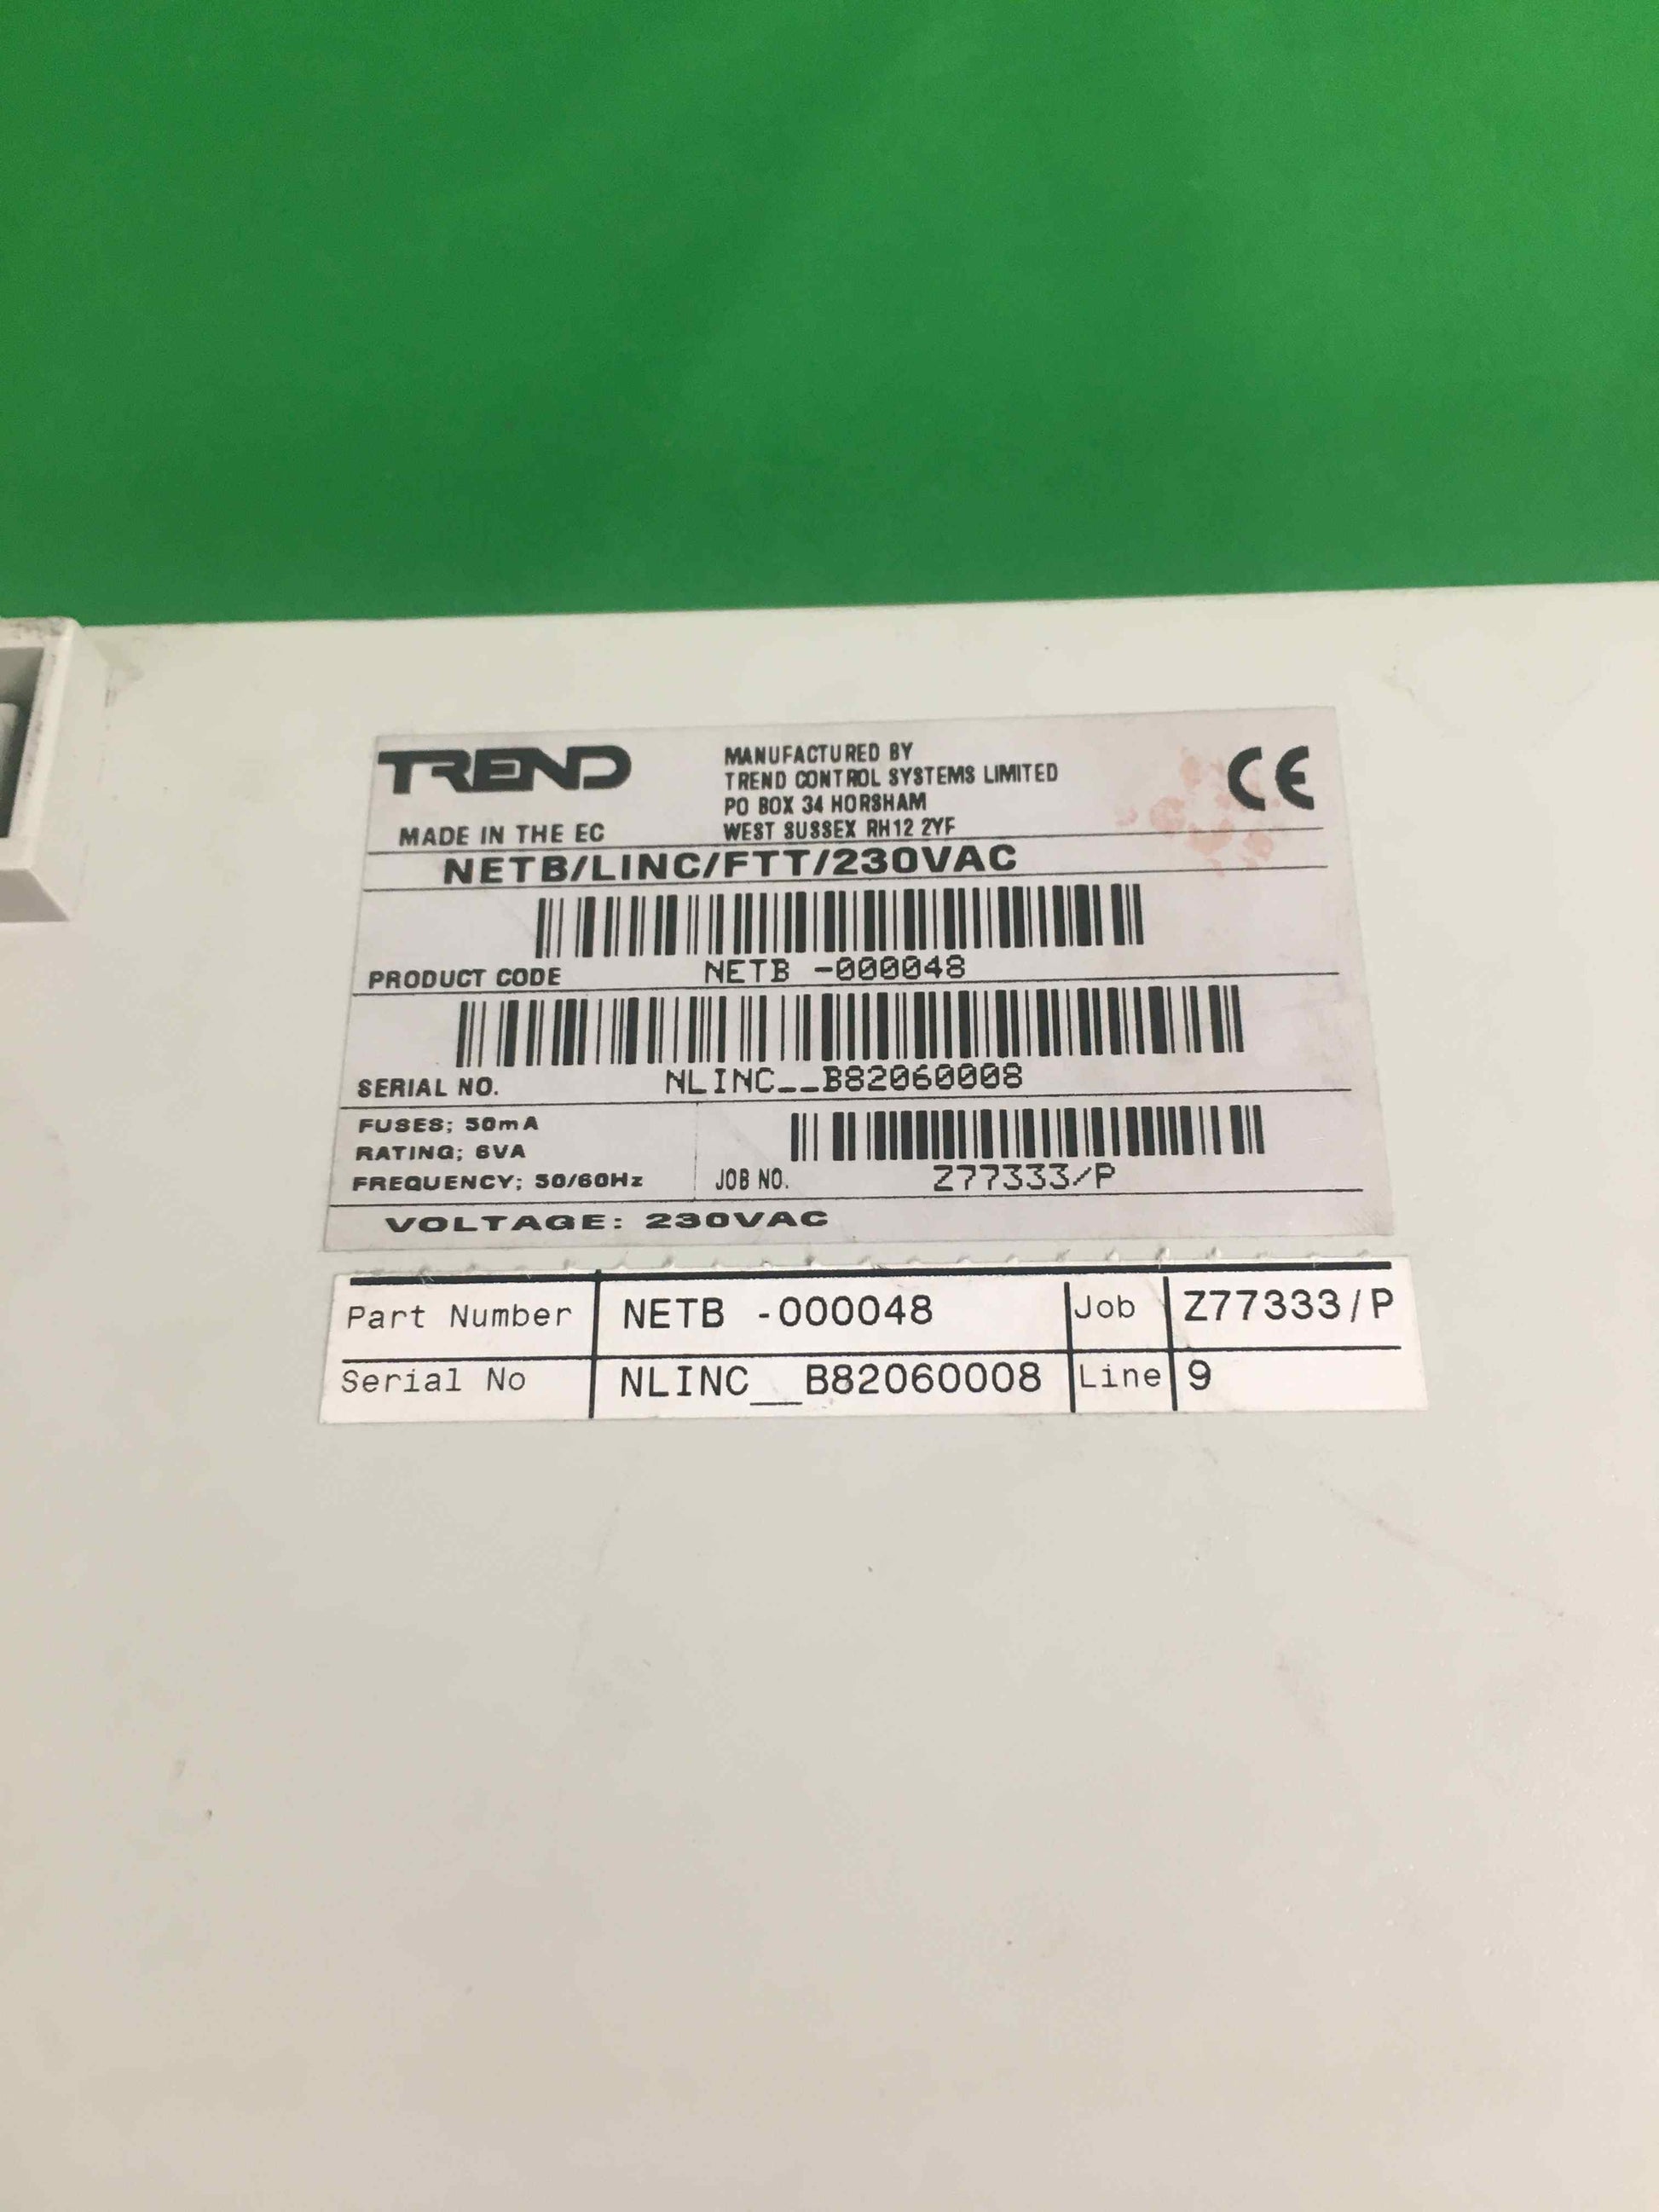 TREND
MADE IN THE EC
MANUFACTURED BY
TREND CONTROL SYSTEMS LIMITED
PO BOX 34 HORSHAM
WEST SUSSEX RH12 2YF
CE
NETB/LINC/FTT/230VAC
PRODUCT CODE NETB -000048
SERIAL NO. NLINC__B82060008
FUSES; 50mA
RATING; 6VA
FREQUENCY; 50/60Hz
JOB NO. Z77333/P
VOLTAGE: 230VAC
Part Number NETB -000048 Job Z77333/P
Serial No NLINC__B82060008 Line 9